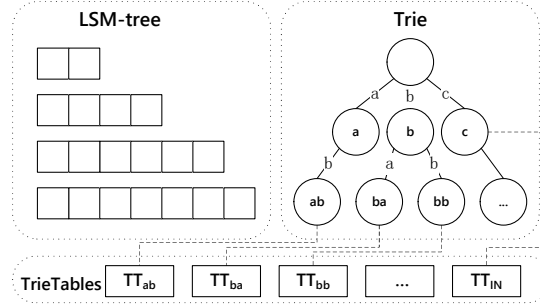 LSM-tree
Trie
a b c
a b c
b a b
ab ba bb ...
TrieTables TTab TTba TTbb ... TTIN